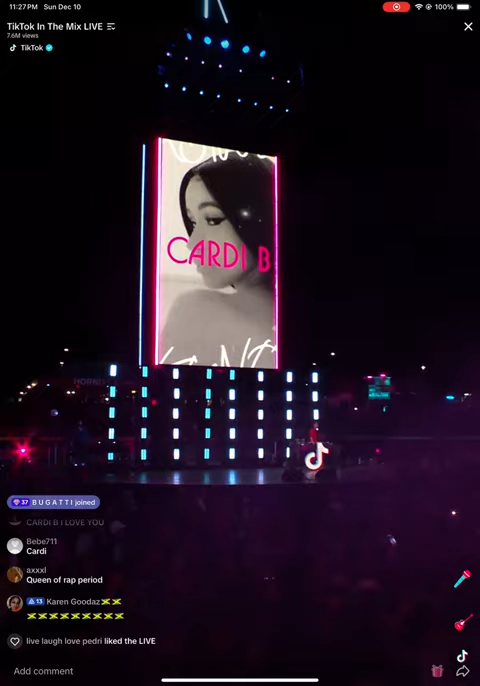 11:27 PM Sun Dec 10
100%
TikTok In The Mix LIVE
7.6M views
TikTok
CARDI B
37 B U G A T T I joined
CARDI B I LOVE YOU
Bebe711
Cardi
axxxl
Queen of rap period
13 Karen Goodaz
live laugh love pedri liked the LIVE
Add comment